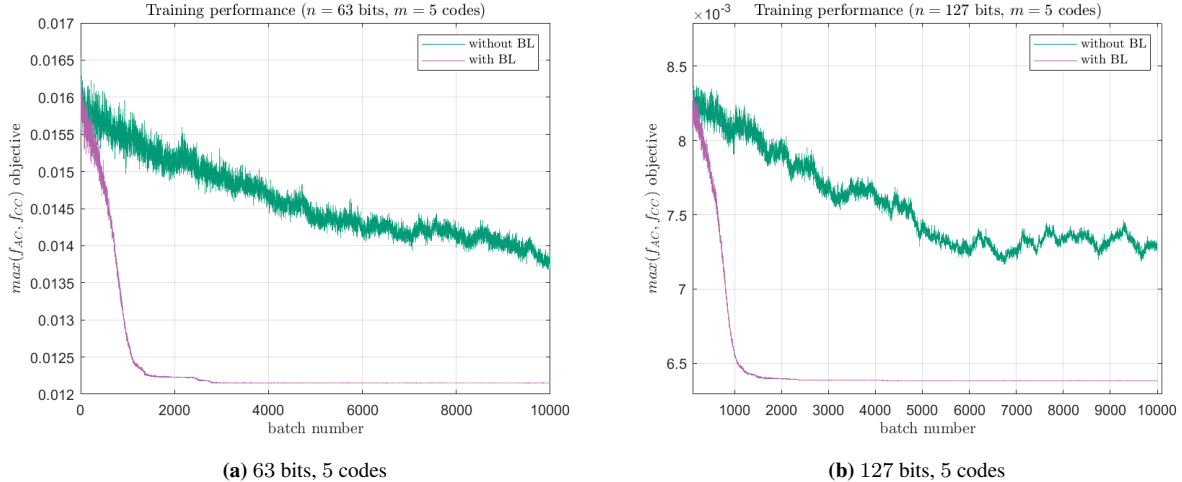 Training performance (n = 63 bits, m = 5 codes)
0.017
0.0165
0.016
0.0155
0.015
0.0145
0.014
0.0135
0.013
0.0125
0.012
max(f_AC, f_CC) objective
without BL
with BL
0 2000 4000 6000 8000 10000
batch number
(a) 63 bits, 5 codes
×10⁻³
Training performance (n = 127 bits, m = 5 codes)
8.5
8
7.5
7
6.5
max(f_AC, f_CC) objective
without BL
with BL
1000 2000 3000 4000 5000 6000 7000 8000 9000 10000
batch number
(b) 127 bits, 5 codes